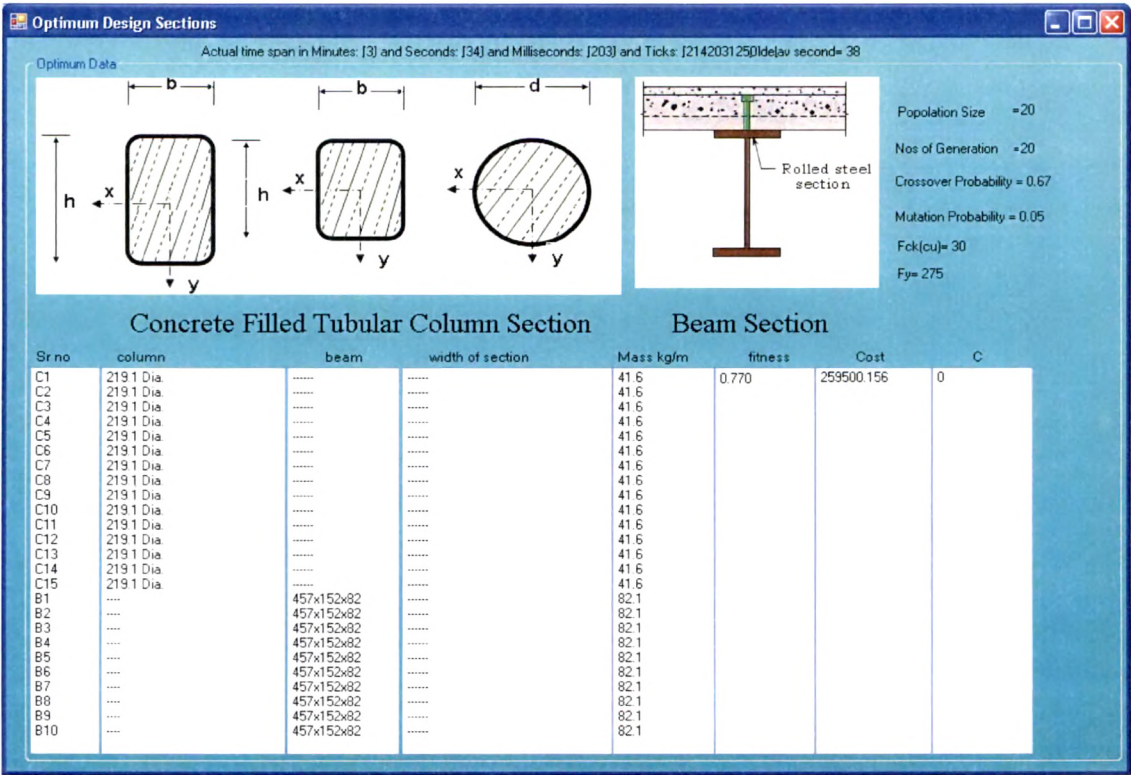 Optimum Design Sections
Actual time span in Minutes: [3] and Seconds: [34] and Milliseconds: [203] and Ticks: [2142031250]delay second= 38
Optimum Data
b
b
d
h
x
y
h
x
y
x
y
Rolled steel
section
Popolation Size =20
Nos of Generation =20
Crossover Probability = 0.67
Mutation Probability = 0.05
Fck(cu)= 30
Fy= 275
Concrete Filled Tubular Column Section
Beam Section
Sr no column beam width of section Mass kg/m fitness Cost C
C1 219.1 Dia. ------ ------ 41.6 0.770 259500.156 0
C2 219.1 Dia. ------ ------ 41.6
C3 219.1 Dia. ------ ------ 41.6
C4 219.1 Dia. ------ ------ 41.6
C5 219.1 Dia. ------ ------ 41.6
C6 219.1 Dia. ------ ------ 41.6
C7 219.1 Dia. ------ ------ 41.6
C8 219.1 Dia. ------ ------ 41.6
C9 219.1 Dia. ------ ------ 41.6
C10 219.1 Dia. ------ ------ 41.6
C11 219.1 Dia. ------ ------ 41.6
C12 219.1 Dia. ------ ------ 41.6
C13 219.1 Dia. ------ ------ 41.6
C14 219.1 Dia. ------ ------ 41.6
C15 219.1 Dia. ------ ------ 41.6
B1 ---- 457x152x82 ------ 82.1
B2 ---- 457x152x82 ------ 82.1
B3 ---- 457x152x82 ------ 82.1
B4 ---- 457x152x82 ------ 82.1
B5 ---- 457x152x82 ------ 82.1
B6 ---- 457x152x82 ------ 82.1
B7 ---- 457x152x82 ------ 82.1
B8 ---- 457x152x82 ------ 82.1
B9 ---- 457x152x82 ------ 82.1
B10 ---- 457x152x82 ------ 82.1